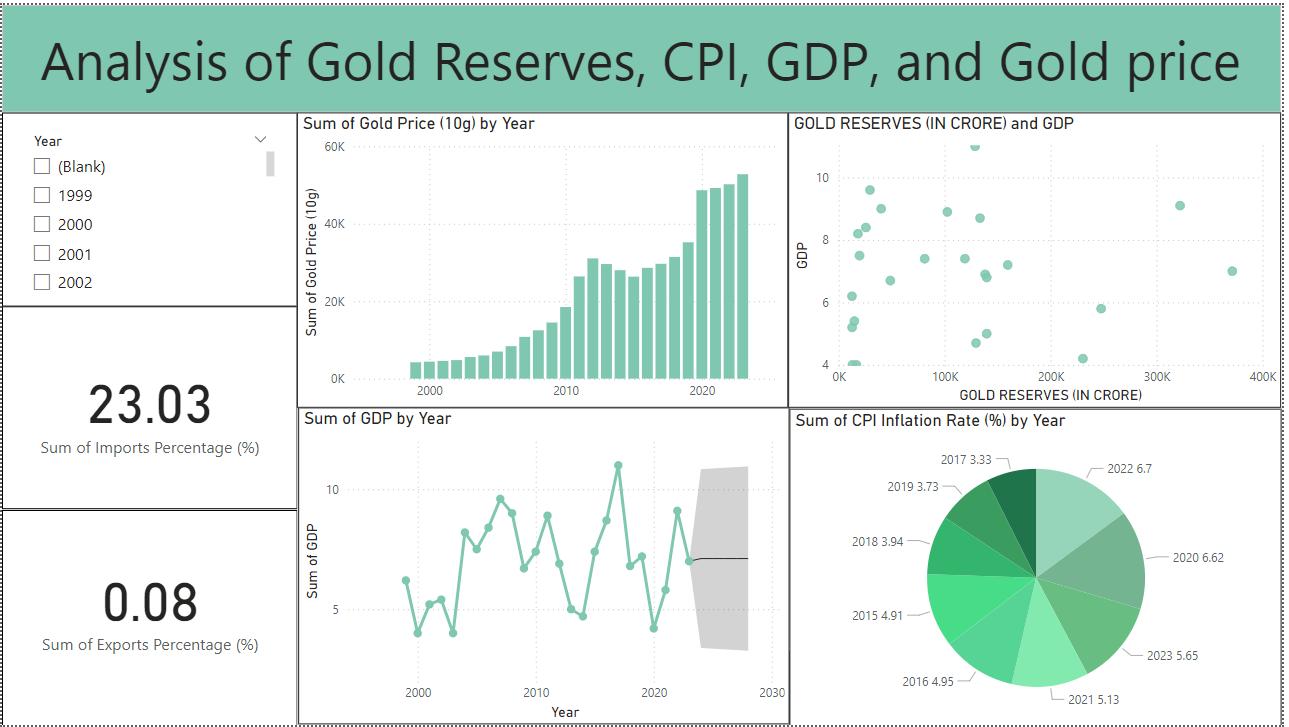 Analysis of Gold Reserves, CPI, GDP, and Gold price
Year
(Blank)
1999
2000
2001
2002
23.03
Sum of Imports Percentage (%)
0.08
Sum of Exports Percentage (%)
Sum of Gold Price (10g) by Year
Sum of Gold Price (10g)
60K
40K
20K
0K
2000
2010
2020
GOLD RESERVES (IN CRORE) and GDP
GDP
10
8
6
4
0K
100K
200K
300K
400K
GOLD RESERVES (IN CRORE)
Sum of GDP by Year
Sum of GDP
10
5
2000
2010
2020
2030
Year
Sum of CPI Inflation Rate (%) by Year
2022 6.7
2020 6.62
2023 5.65
2021 5.13
2016 4.95
2015 4.91
2018 3.94
2019 3.73
2017 3.33